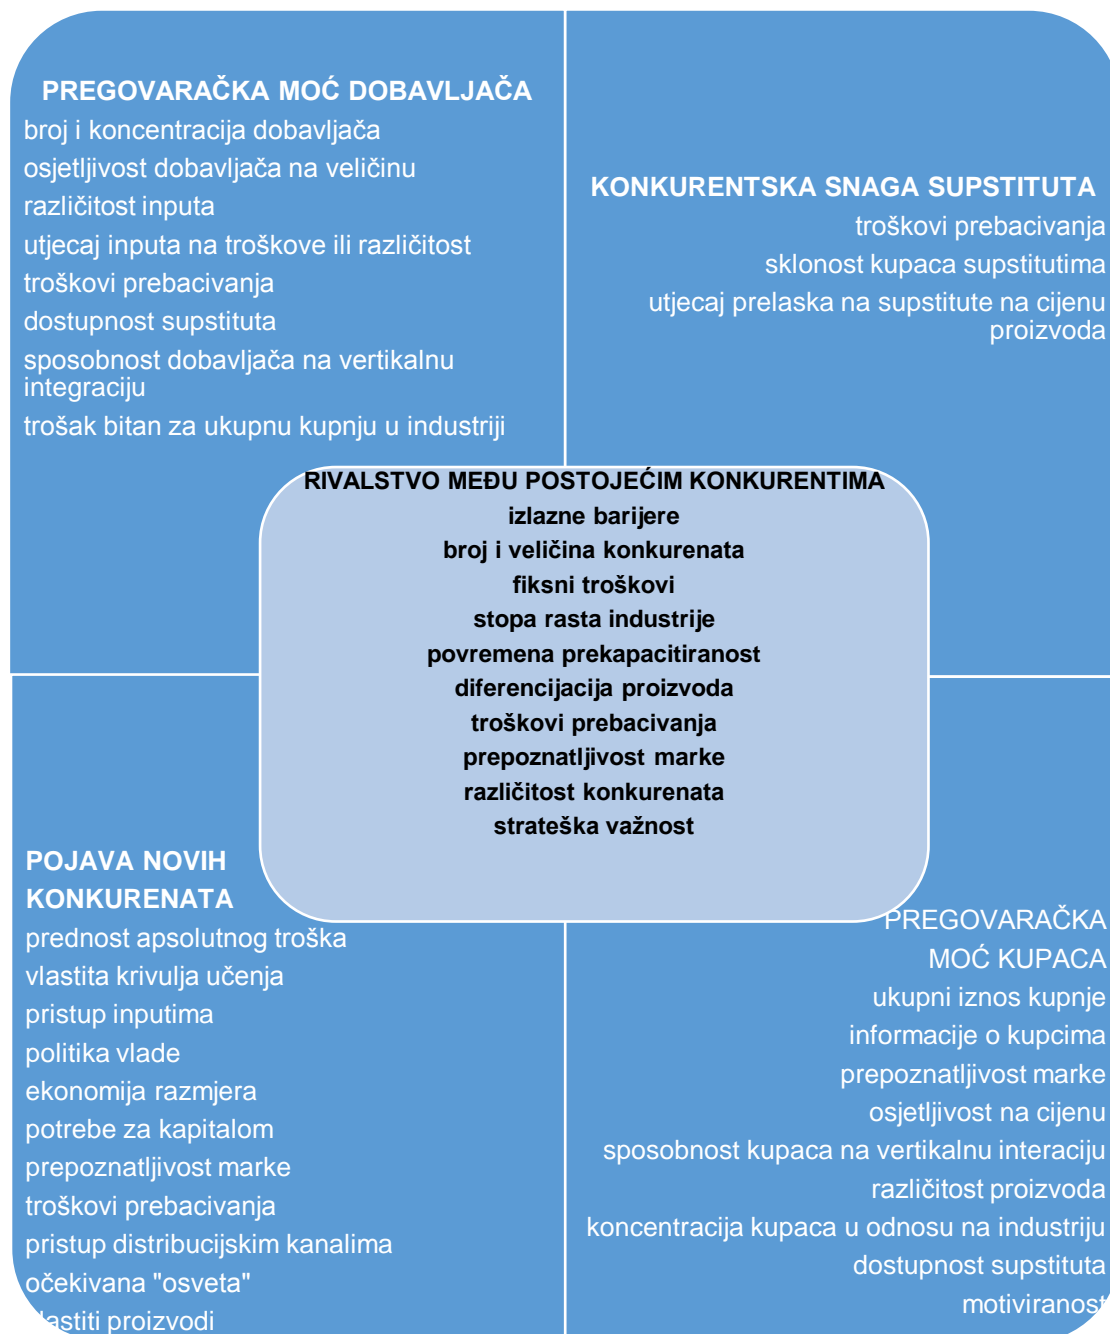 PREGOVARAČKA MOĆ DOBAVLJAČA
broj i koncentracija dobavljača
osjetljivost dobavljača na veličinu
različitost inputa
utjecaj inputa na troškove ili različitost
troškovi prebacivanja
dostupnost supstituta
sposobnost dobavljača na vertikalnu
integraciju
trošak bitan za ukupnu kupnju u industriji
KONKURENTSKA SNAGA SUPSTITUTA
troškovi prebacivanja
sklonost kupaca supstitutima
utjecaj prelaska na supstitute na cijenu
proizvoda
RIVALSTVO MEĐU POSTOJEĆIM KONKURENTIMA
izlazne barijere
broj i veličina konkurenata
fiksni troškovi
stopa rasta industrije
povremena prekapacitiranost
diferencijacija proizvoda
troškovi prebacivanja
prepoznatljivost marke
različitost konkurenata
strateška važnost
POJAVA NOVIH
KONKURENATA
prednost apsolutnog troška
vlastita krivulja učenja
pristup inputima
politika vlade
ekonomija razmjera
potrebe za kapitalom
prepoznatljivost marke
troškovi prebacivanja
pristup distribucijskim kanalima
očekivana "osveta"
vlastiti proizvodi
PREGOVARAČKA
MOĆ KUPACA
ukupni iznos kupnje
informacije o kupcima
prepoznatljivost marke
osjetljivost na cijenu
sposobnost kupaca na vertikalnu interaciju
različitost proizvoda
koncentracija kupaca u odnosu na industriju
dostupnost supstituta
motiviranost